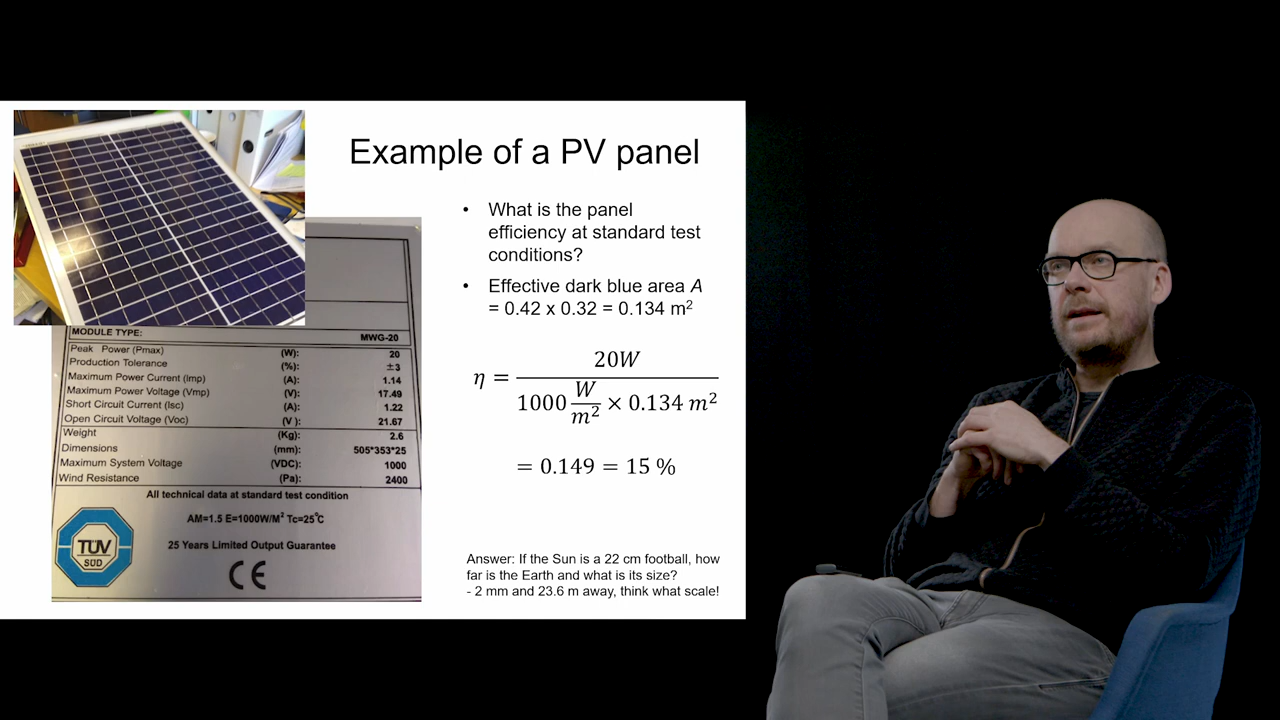 Example of a PV panel
• What is the panel
efficiency at standard test
conditions?
• Effective dark blue area A
= 0.42 x 0.32 = 0.134 m²
η = 20W / (1000 W/m² × 0.134 m²)
= 0.149 = 15 %
Answer: If the Sun is a 22 cm football, how
far is the Earth and what is its size?
- 2 mm and 23.6 m away, think what scale!
MODULE TYPE: MWG-20
Peak Power (Pmax) (W): 20
Production Tolerance (%): ±3
Maximum Power Current (Imp) (A): 1.14
Maximum Power Voltage (Vmp) (V): 17.49
Short Circuit Current (Isc) (A): 1.22
Open Circuit Voltage (Voc) (V ): 21.67
Weight (Kg): 2.6
Dimensions (mm): 505*353*25
Maximum System Voltage (VDC): 1000
Wind Resistance (Pa): 2400
All technical data at standard test condition
AM=1.5 E=1000W/M² Tc=25°C
25 Years Limited Output Guarantee
TÜV
SÜD
CE